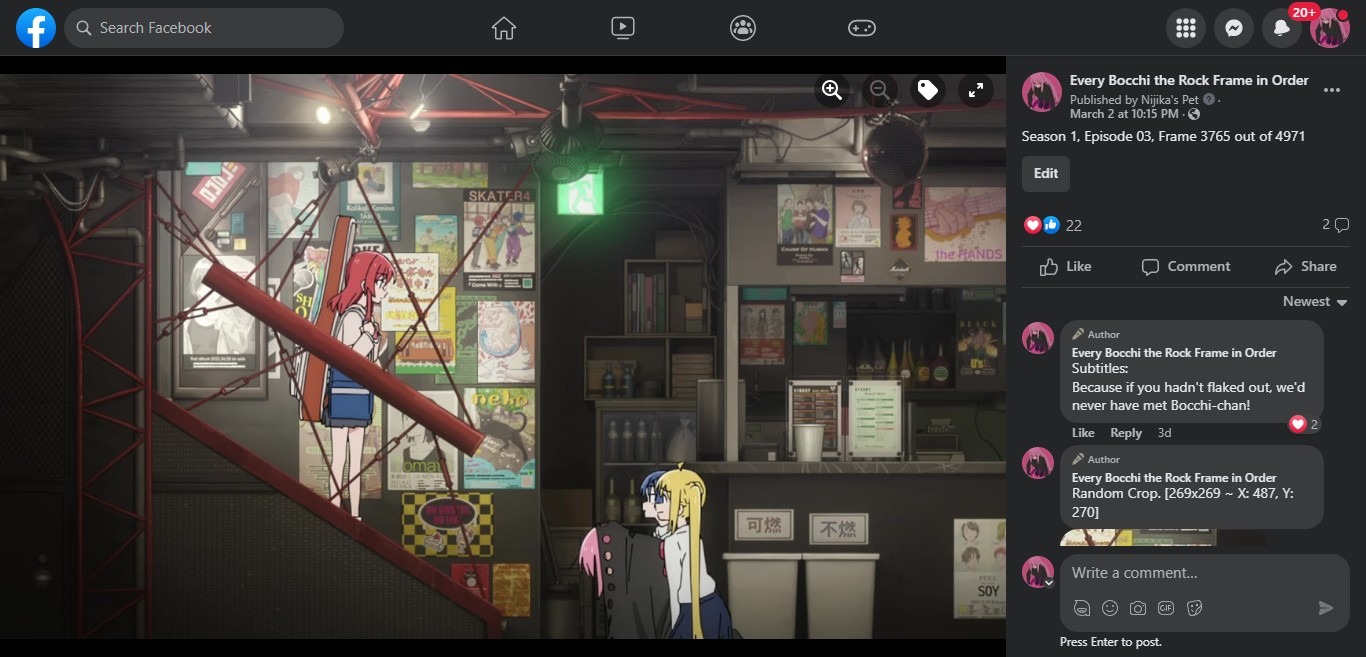 Search Facebook
20+
Every Bocchi the Rock Frame in Order
Published by Nijika's Pet ·
March 2 at 10:15 PM ·
Season 1, Episode 03, Frame 3765 out of 4971
Edit
22
2
Like
Comment
Share
Newest
Author
Every Bocchi the Rock Frame in Order
Subtitles:
Because if you hadn't flaked out, we'd
never have met Bocchi-chan!
2
Like
Reply
3d
Author
Every Bocchi the Rock Frame in Order
Random Crop. [269x269 ~ X: 487, Y:
270]
Write a comment...
GIF
Press Enter to post.
SKATER4
the HANDS
neko
可燃
不燃
SOY